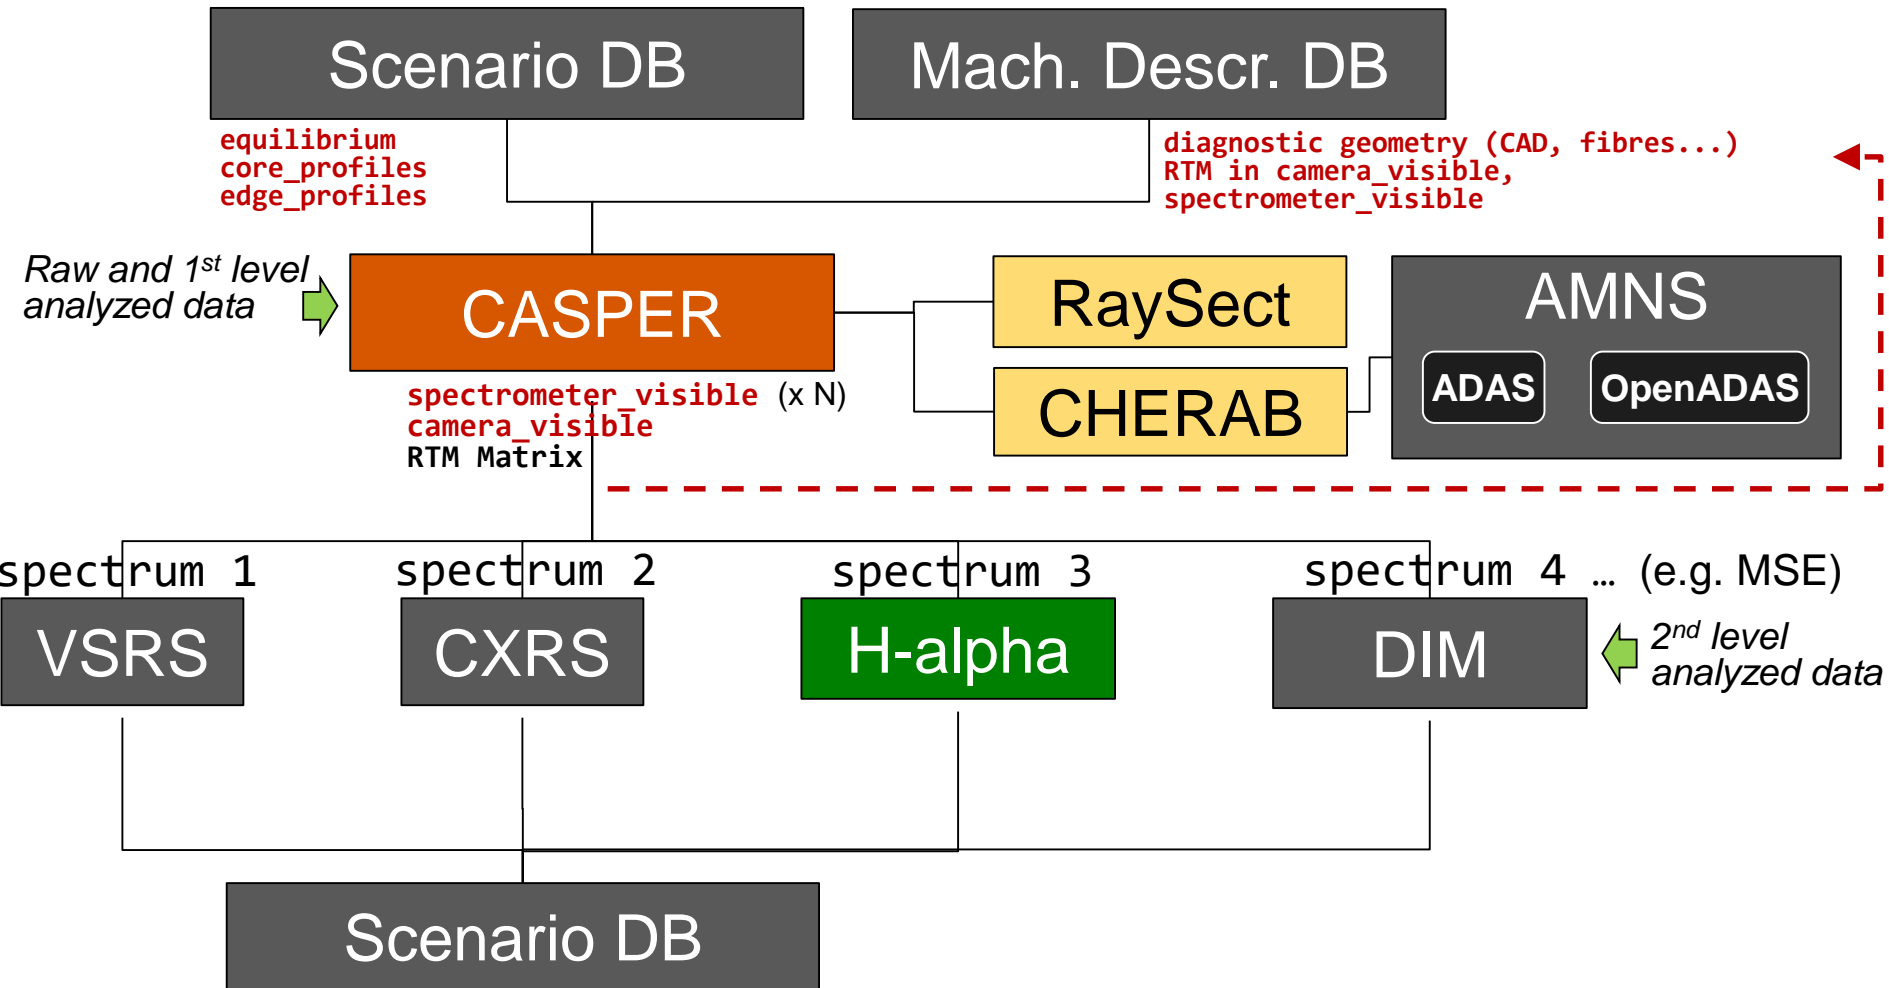 Scenario DB
Mach. Descr. DB
equilibrium
core_profiles
edge_profiles
diagnostic geometry (CAD, fibres...)
RTM in camera_visible,
spectrometer_visible
Raw and 1st level
analyzed data
CASPER
RaySect
CHERAB
AMNS
ADAS
OpenADAS
spectrometer_visible (x N)
camera_visible
RTM Matrix
spectrum 1
spectrum 2
spectrum 3
spectrum 4 … (e.g. MSE)
VSRS
CXRS
H-alpha
DIM
2nd level
analyzed data
Scenario DB